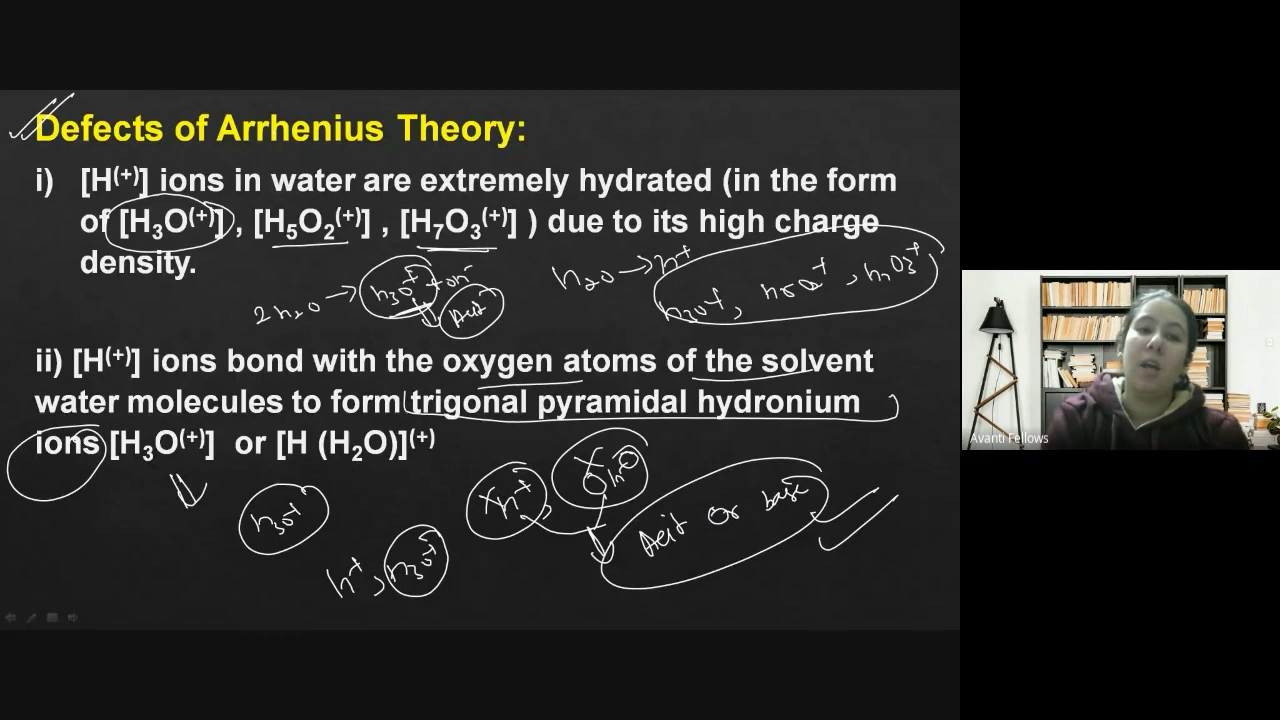 Defects of Arrhenius Theory:
i) [H(+)] ions in water are extremely hydrated (in the form
of [H₃O(+)] , [H₅O₂(+)] , [H₇O₃(+)] ) due to its high charge
density.
2h₂O → h₃O⁺ + OH⁻
Acid
h₂O → h⁺
h₃O⁺, h₅O₂⁺, h₇O₃⁺
ii) [H(+)] ions bond with the oxygen atoms of the solvent
water molecules to form trigonal pyramidal hydronium
ions [H₃O(+)] or [H (H₂O)](+)
h₃O⁺
h⁺, h₃O⁺
h⁺,
Acid or base
Avanti Fellows